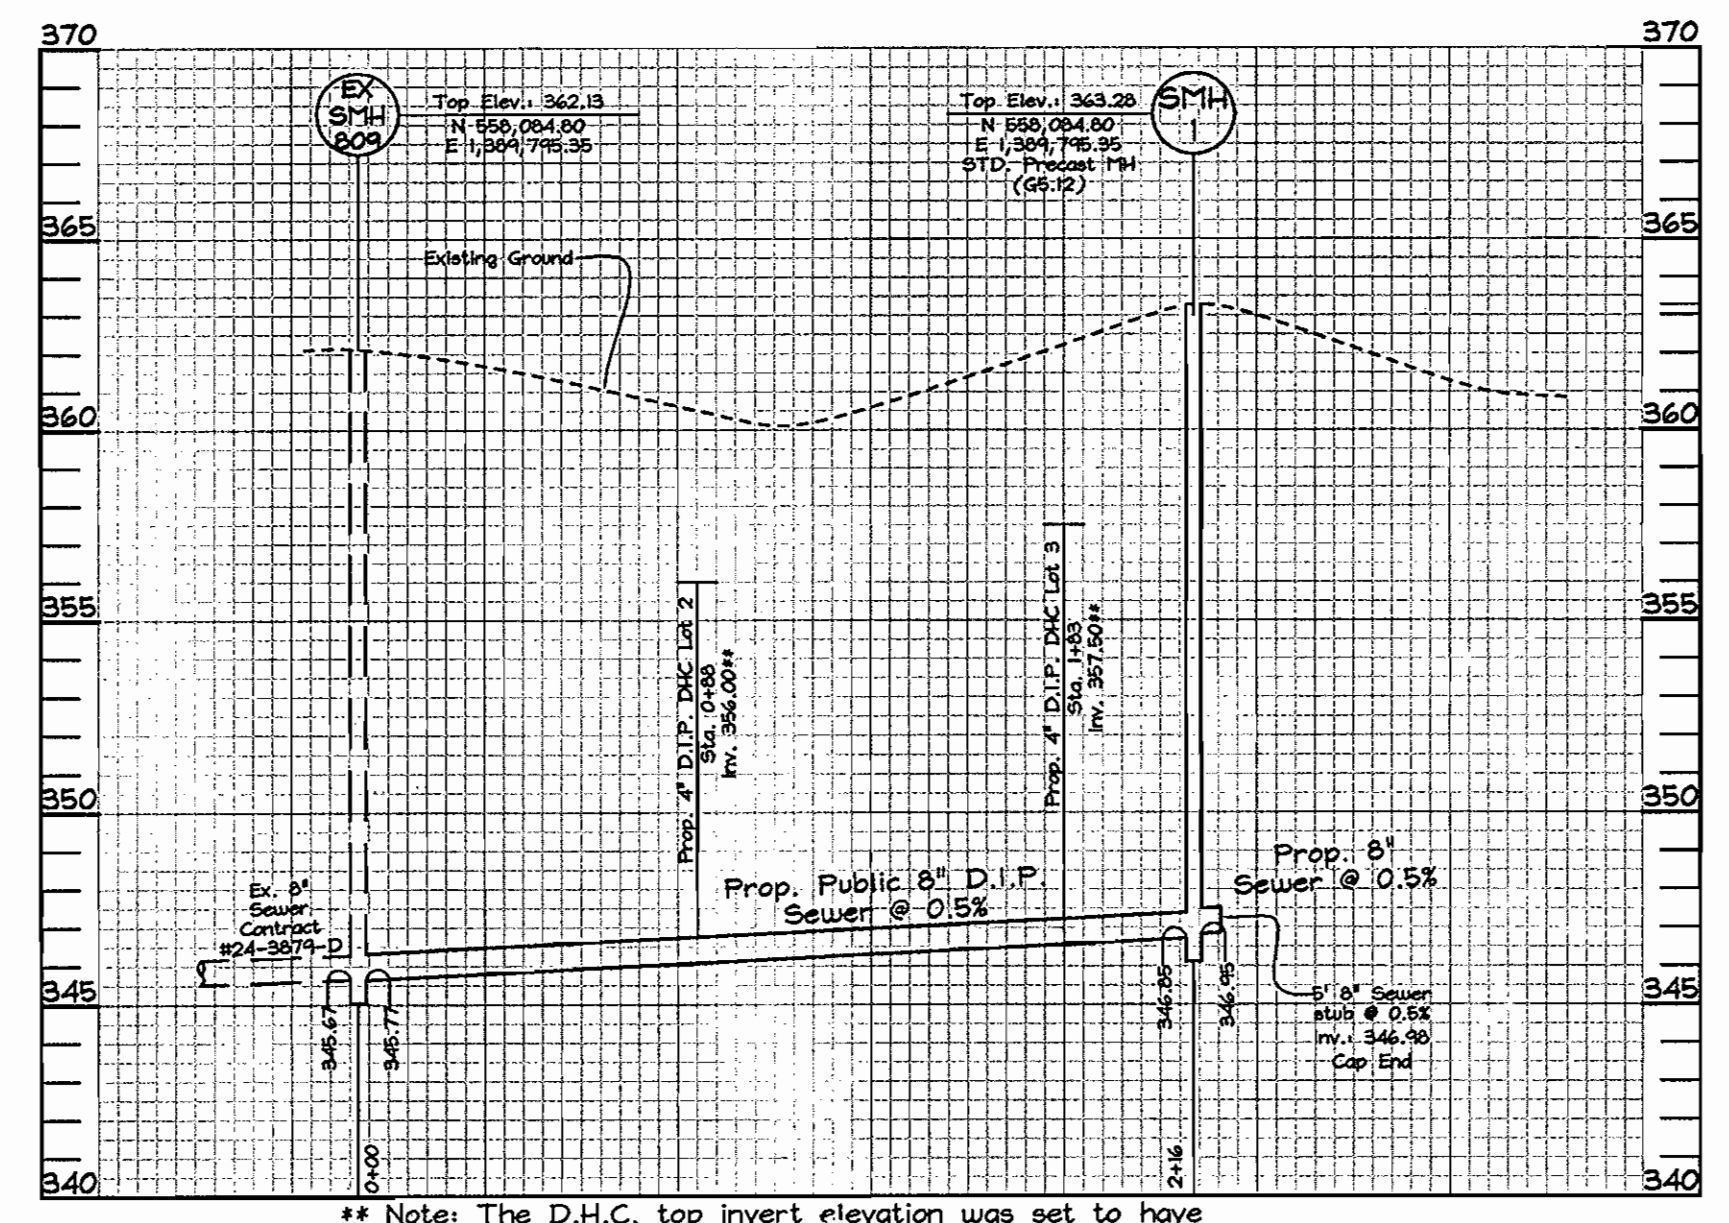 370
370
EX
SMH
809
Top Elev.: 362.13
N 558,084.80
E 1,389,795.35
Top Elev.: 363.28
N 558,084.80
E 1,389,795.35
STD. Precast MH
(G5.12)
SMH
1
365
365
Existing Ground
360
360
355
355
Prop. 4" D.I.P. DHC Lot 2
Sta. 0+88
Inv. 356.00**
Prop. 4" D.I.P. DHC Lot 3
Sta. 1+83
Inv. 357.50**
350
350
Prop. Public 8" D.I.P.
Sewer @ 0.5%
Prop. 8"
Sewer @ 0.5%
Ex. 8"
Sewer
Contract
#24-3879-D
345
345
345.67
345.77
346.85
346.95
5' 8" Sewer
stub @ 0.5%
Inv.: 346.98
Cap End
0+00
2+16
340
340
** Note: The D.H.C. top invert elevation was set to have